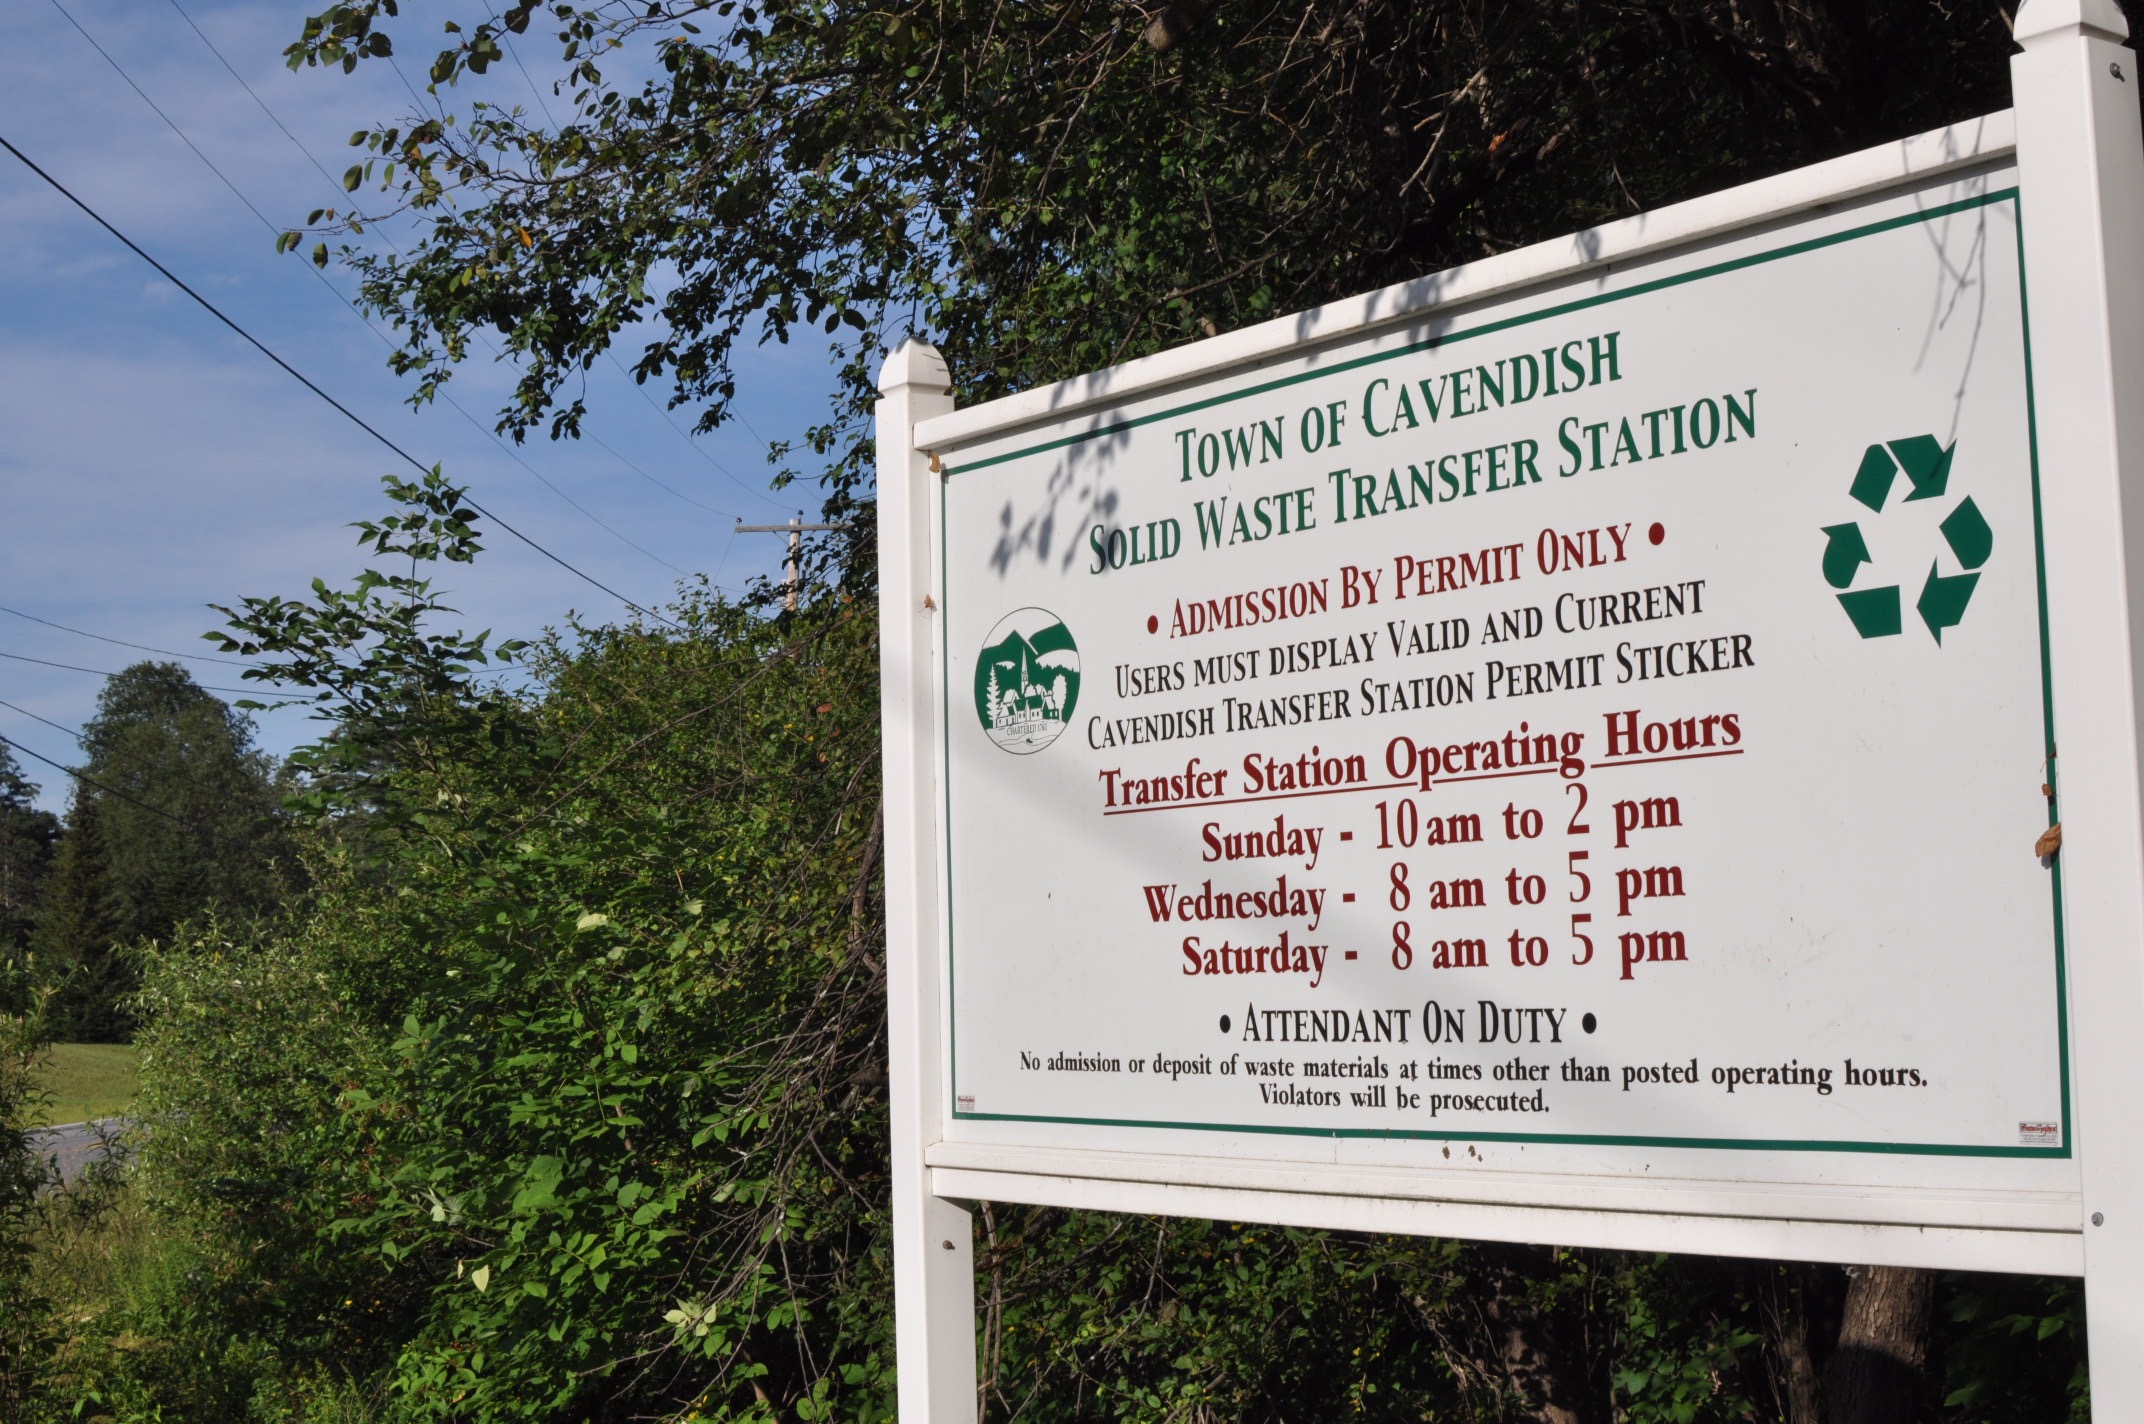 Town of Cavendish
Solid Waste Transfer Station
• Admission By Permit Only •
Users must display Valid and Current
Cavendish Transfer Station Permit Sticker
Transfer Station Operating Hours
Sunday - 10 am to 2 pm
Wednesday - 8 am to 5 pm
Saturday - 8 am to 5 pm
• Attendant On Duty •
No admission or deposit of waste materials at times other than posted operating hours.
Violators will be prosecuted.
CHARTERED 1761